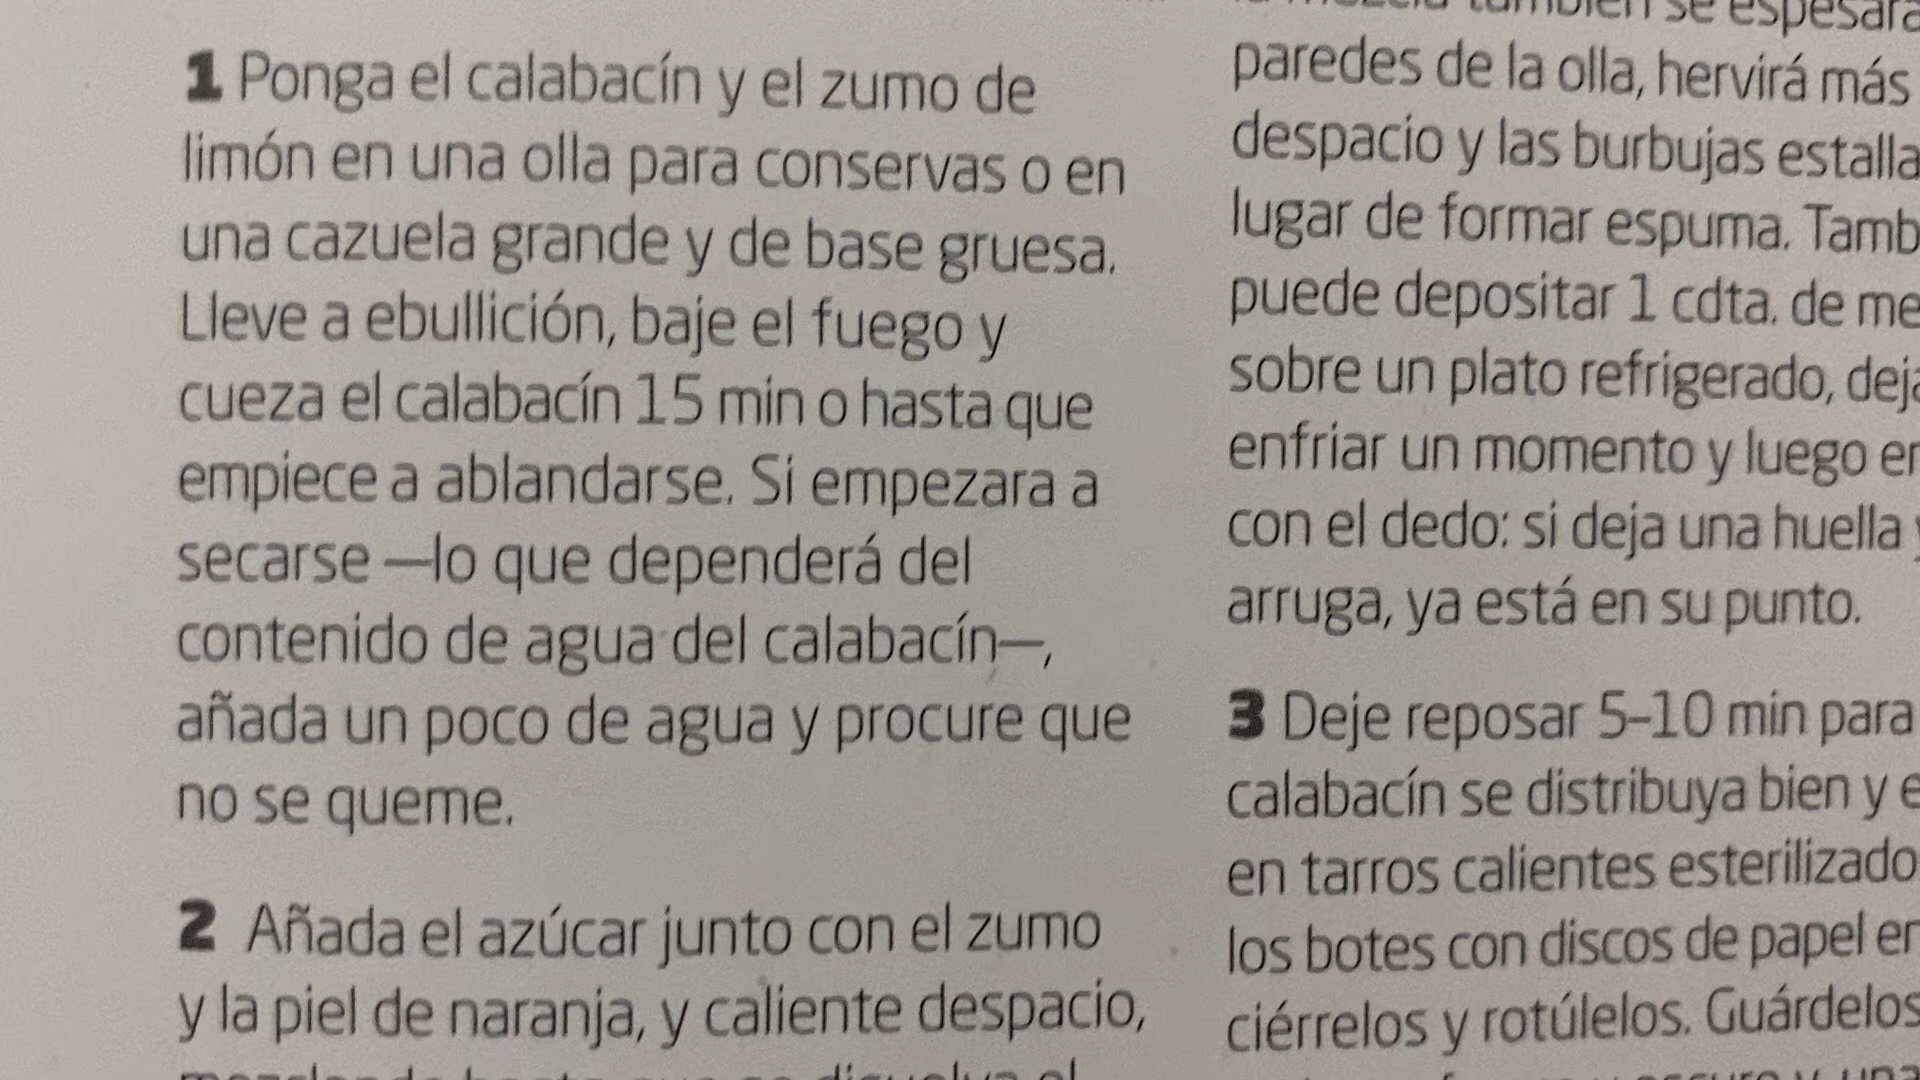 1 Ponga el calabacín y el zumo de
limón en una olla para conservas o en
una cazuela grande y de base gruesa.
Lleve a ebullición, baje el fuego y
cueza el calabacín 15 min o hasta que
empiece a ablandarse. Si empezara a
secarse —lo que dependerá del
contenido de agua del calabacín—,
añada un poco de agua y procure que
no se queme.
2 Añada el azúcar junto con el zumo
y la piel de naranja, y caliente despacio,
se
paredes de la olla, hervirá más
despacio y las burbujas
lugar de formar espuma.
puede depositar 1 cdta. de
sobre un plato refrigerado,
enfriar un momento y luego
con el dedo: si deja una huella
arruga, ya está en su punto.
3 Deje reposar 5–10 min para
calabacín se distribuya bien y
en tarros calientes
los botes con discos de papel
ciérrelos y rotúlelos. Guárdelos